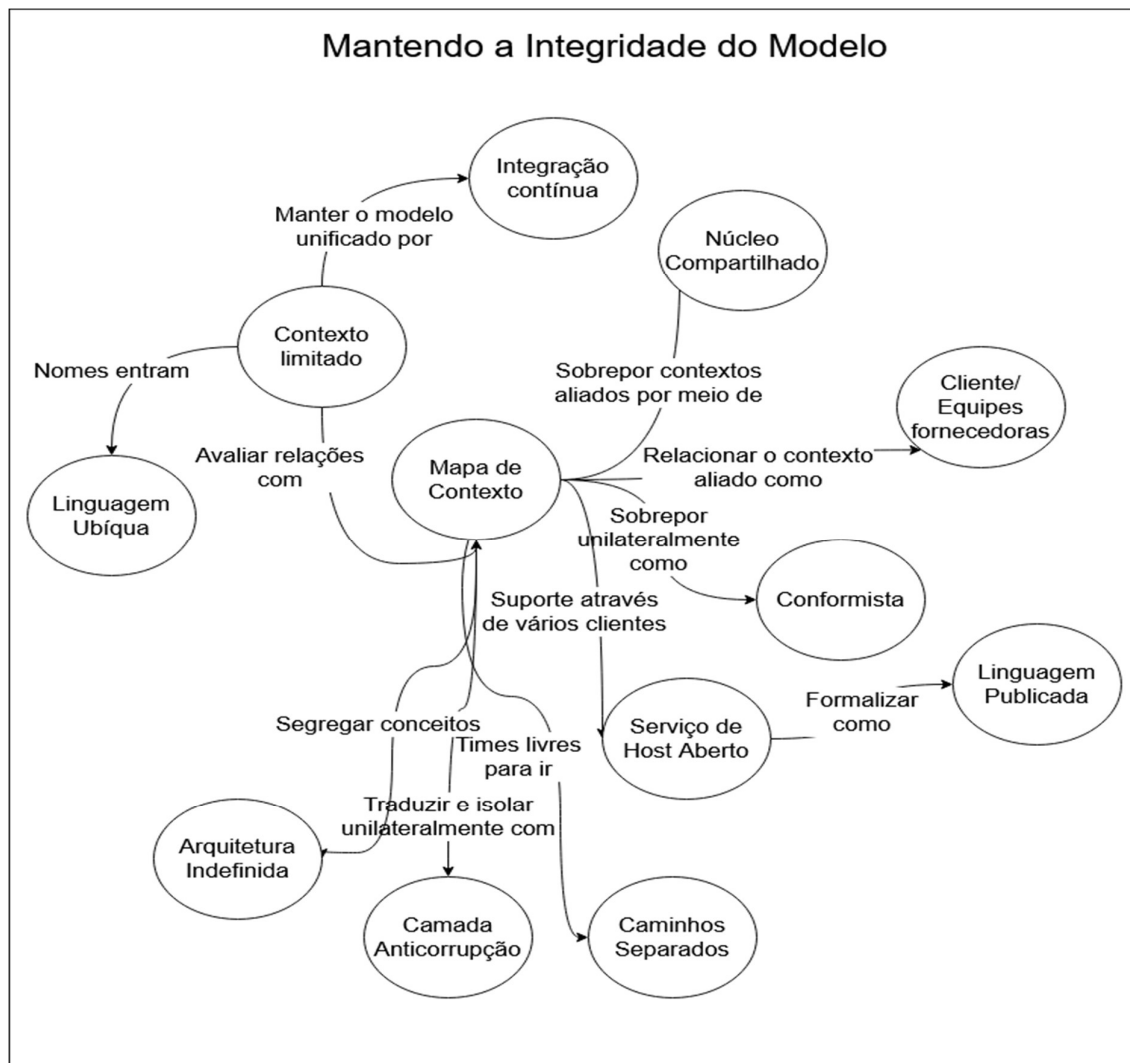 Mantendo a Integridade do Modelo
Integração
contínua
Manter o modelo
unificado por
Núcleo
Compartilhado
Contexto
limitado
Nomes entram
Sobrepor contextos
aliados por meio de
Cliente/
Equipes
fornecedoras
Avaliar relações
com
Mapa de
Contexto
Relacionar o contexto
aliado como
Linguagem
Ubíqua
Sobrepor
unilateralmente
como
Suporte através
de vários clientes
Conformista
Linguagem
Publicada
Formalizar
como
Segregar conceitos
Times livres
para ir
Serviço de
Host Aberto
Traduzir e isolar
unilateralmente com
Arquitetura
Indefinida
Camada
Anticorrupção
Caminhos
Separados